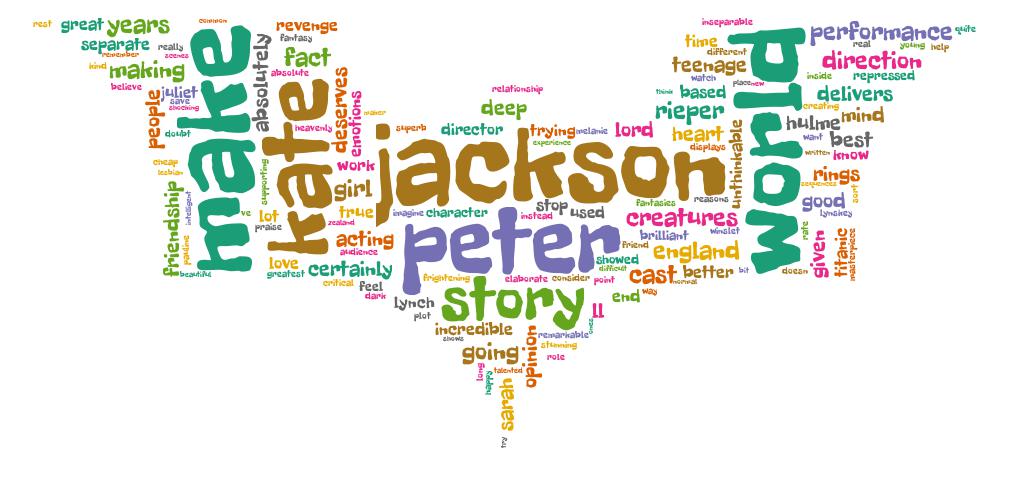 rest
great
years
common
revenge
separate
really
fantasy
remember
scenes
fact
kind
making
absolute
believe
make
absolutely
juliet
save
shocking
people
doubt
kate
heavenly
deserves
emotions
maker
cheap
lesbian
supporting
work
girl
friendship
intelligent
pauline
beautiful
ve
lot
praise
true
zealand
acting
audience
love
greatest
certainly
critical
feel
dark
relationship
deep
superb
director
trying
melanie
lord
experience
jackson
imagine
character
instead
stop
used
peter
frightening
elaborate
consider
point
showed
difficult
friend
lynch
plot
story
ll
end
way
incredible
shows
remarkable
ones
going
opinion
stunning
role
long
happy
talented
sarah
try
inseparable
time
different
teenage
watch
place
new
think
based
rieper
heart
displays
unthinkable
world
fantasies
reasons
creatures
brilliant
winslet
england
cast
normal
better
bit
doesn
performance
quite
real
young
help
direction
inside
repressed
delivers
creating
hulme
mind
want
best
written
know
rings
sequences
sort
good
lynskey
rate
given
titanic
masterpiece